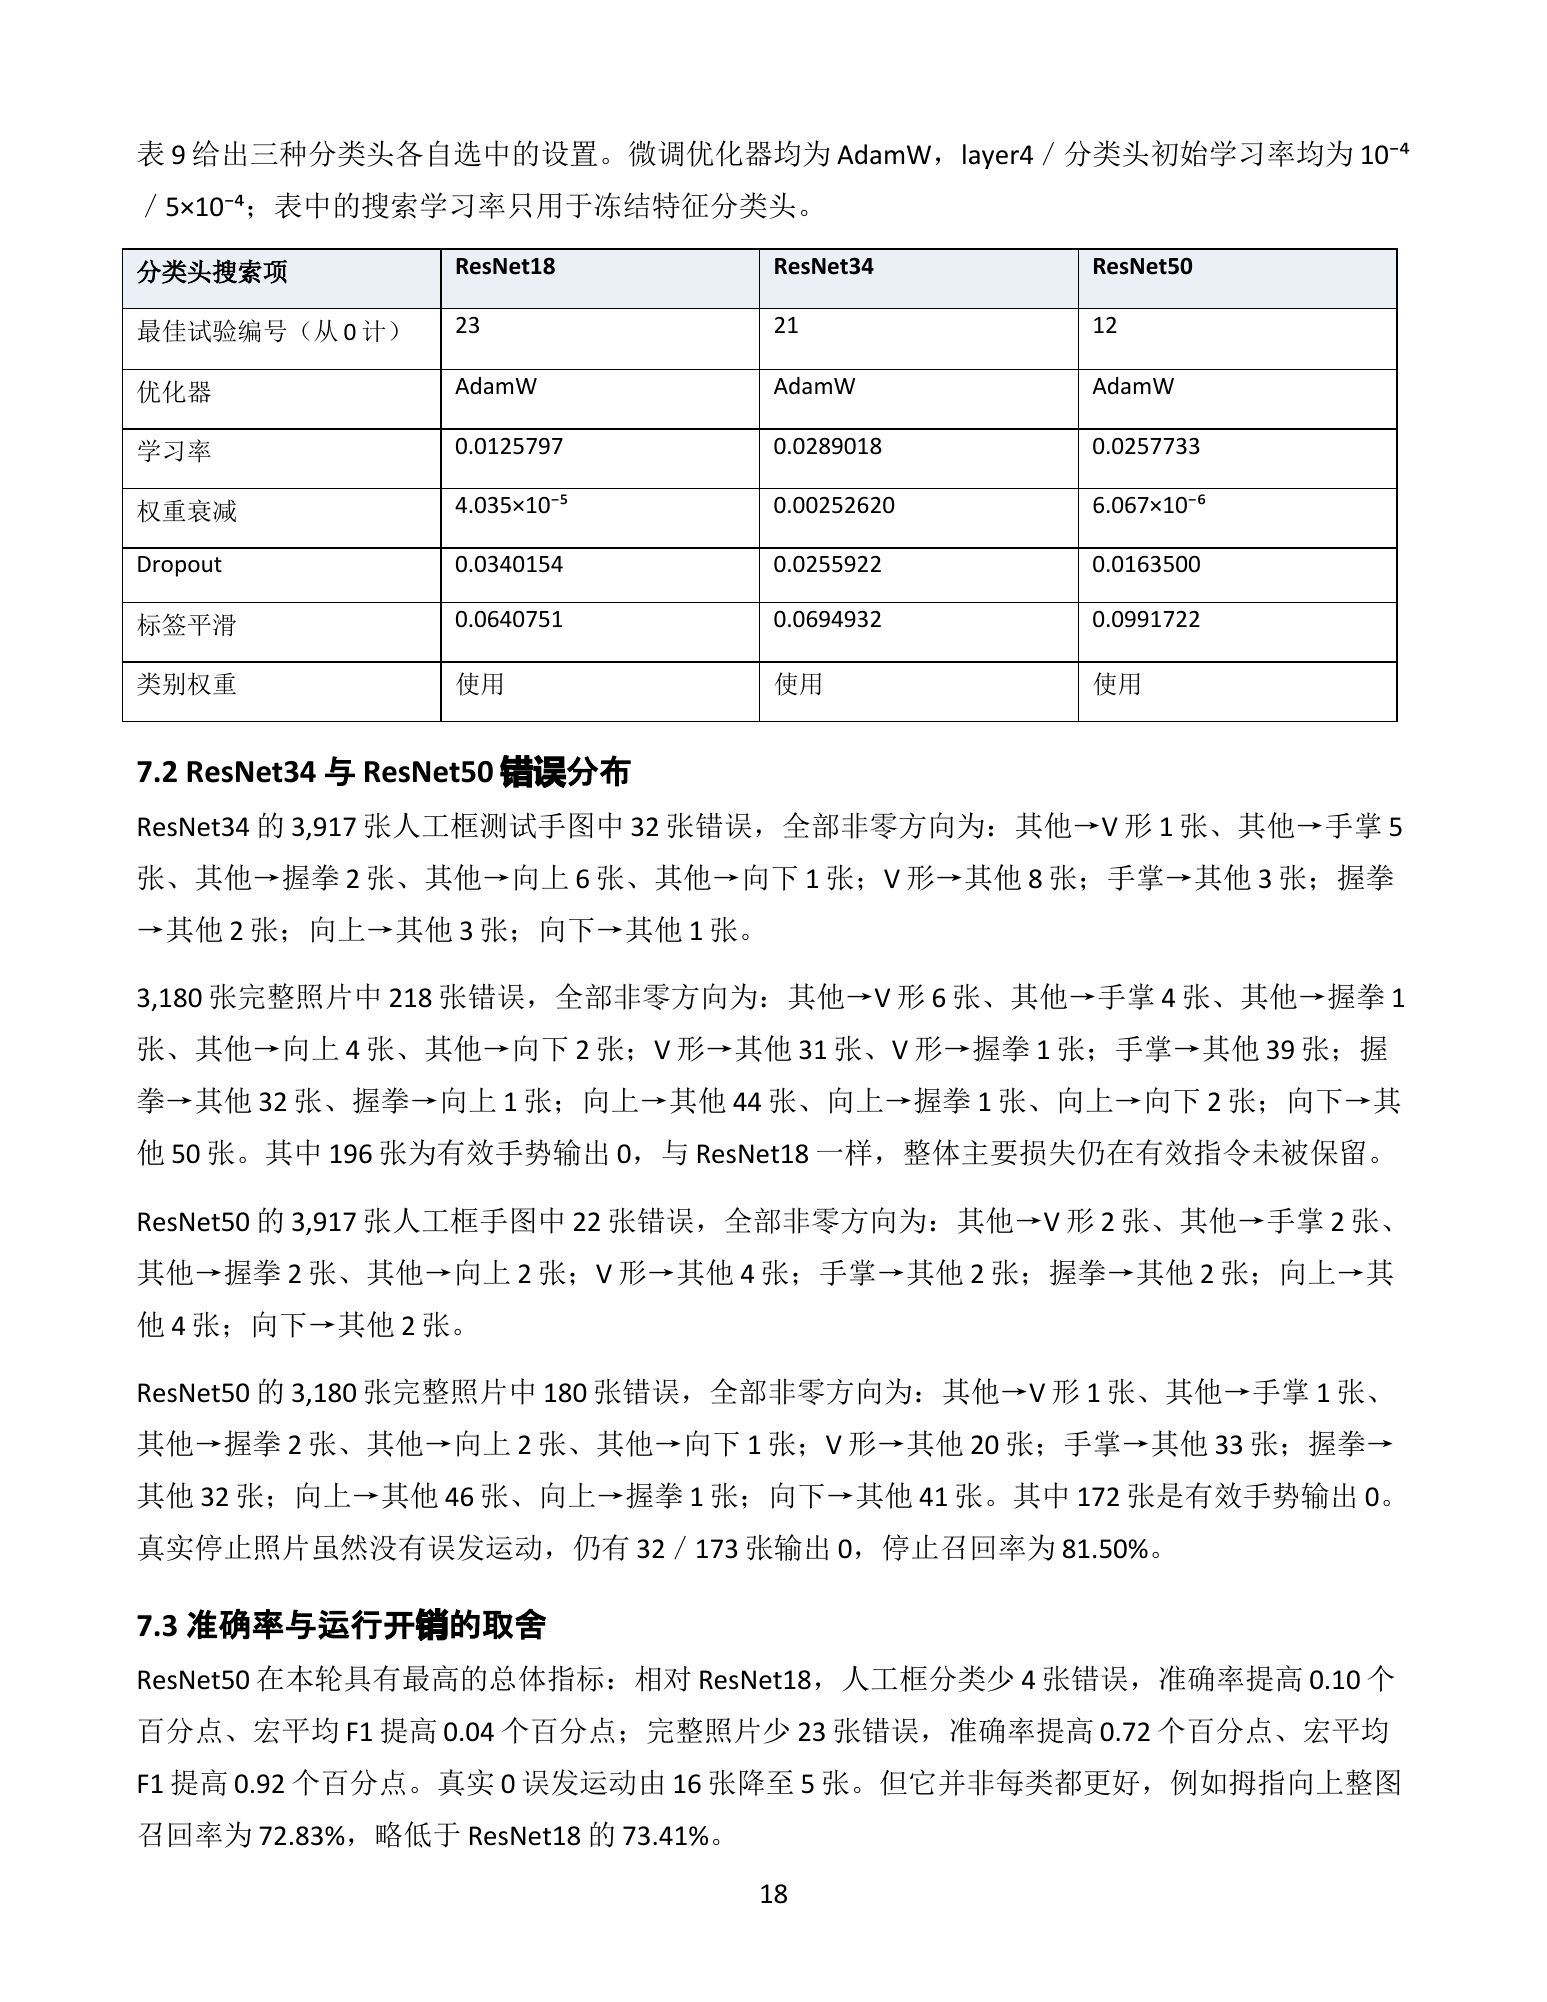 表 9 给出三种分类头各自选中的设置。微调优化器均为 AdamW，layer4／分类头初始学习率均为 10⁻⁴
／5×10⁻⁴；表中的搜索学习率只用于冻结特征分类头。
分类头搜索项 ResNet18 ResNet34 ResNet50
最佳试验编号（从 0 计） 23 21 12
优化器 AdamW AdamW AdamW
学习率 0.0125797 0.0289018 0.0257733
权重衰减 4.035×10⁻⁵ 0.00252620 6.067×10⁻⁶
Dropout 0.0340154 0.0255922 0.0163500
标签平滑 0.0640751 0.0694932 0.0991722
类别权重 使用 使用 使用
7.2 ResNet34 与 ResNet50 错误分布
ResNet34 的 3,917 张人工框测试手图中 32 张错误，全部非零方向为：其他→V 形 1 张、其他→手掌 5
张、其他→握拳 2 张、其他→向上 6 张、其他→向下 1 张；V 形→其他 8 张；手掌→其他 3 张；握拳
→其他 2 张；向上→其他 3 张；向下→其他 1 张。
3,180 张完整照片中 218 张错误，全部非零方向为：其他→V 形 6 张、其他→手掌 4 张、其他→握拳 1
张、其他→向上 4 张、其他→向下 2 张；V 形→其他 31 张、V 形→握拳 1 张；手掌→其他 39 张；握
拳→其他 32 张、握拳→向上 1 张；向上→其他 44 张、向上→握拳 1 张、向上→向下 2 张；向下→其
他 50 张。其中 196 张为有效手势输出 0，与 ResNet18 一样，整体主要损失仍在有效指令未被保留。
ResNet50 的 3,917 张人工框手图中 22 张错误，全部非零方向为：其他→V 形 2 张、其他→手掌 2 张、
其他→握拳 2 张、其他→向上 2 张；V 形→其他 4 张；手掌→其他 2 张；握拳→其他 2 张；向上→其
他 4 张；向下→其他 2 张。
ResNet50 的 3,180 张完整照片中 180 张错误，全部非零方向为：其他→V 形 1 张、其他→手掌 1 张、
其他→握拳 2 张、其他→向上 2 张、其他→向下 1 张；V 形→其他 20 张；手掌→其他 33 张；握拳→
其他 32 张；向上→其他 46 张、向上→握拳 1 张；向下→其他 41 张。其中 172 张是有效手势输出 0。
真实停止照片虽然没有误发运动，仍有 32／173 张输出 0，停止召回率为 81.50%。
7.3 准确率与运行开销的取舍
ResNet50 在本轮具有最高的总体指标：相对 ResNet18，人工框分类少 4 张错误，准确率提高 0.10 个
百分点、宏平均 F1 提高 0.04 个百分点；完整照片少 23 张错误，准确率提高 0.72 个百分点、宏平均
F1 提高 0.92 个百分点。真实 0 误发运动由 16 张降至 5 张。但它并非每类都更好，例如拇指向上整图
召回率为 72.83%，略低于 ResNet18 的 73.41%。
18